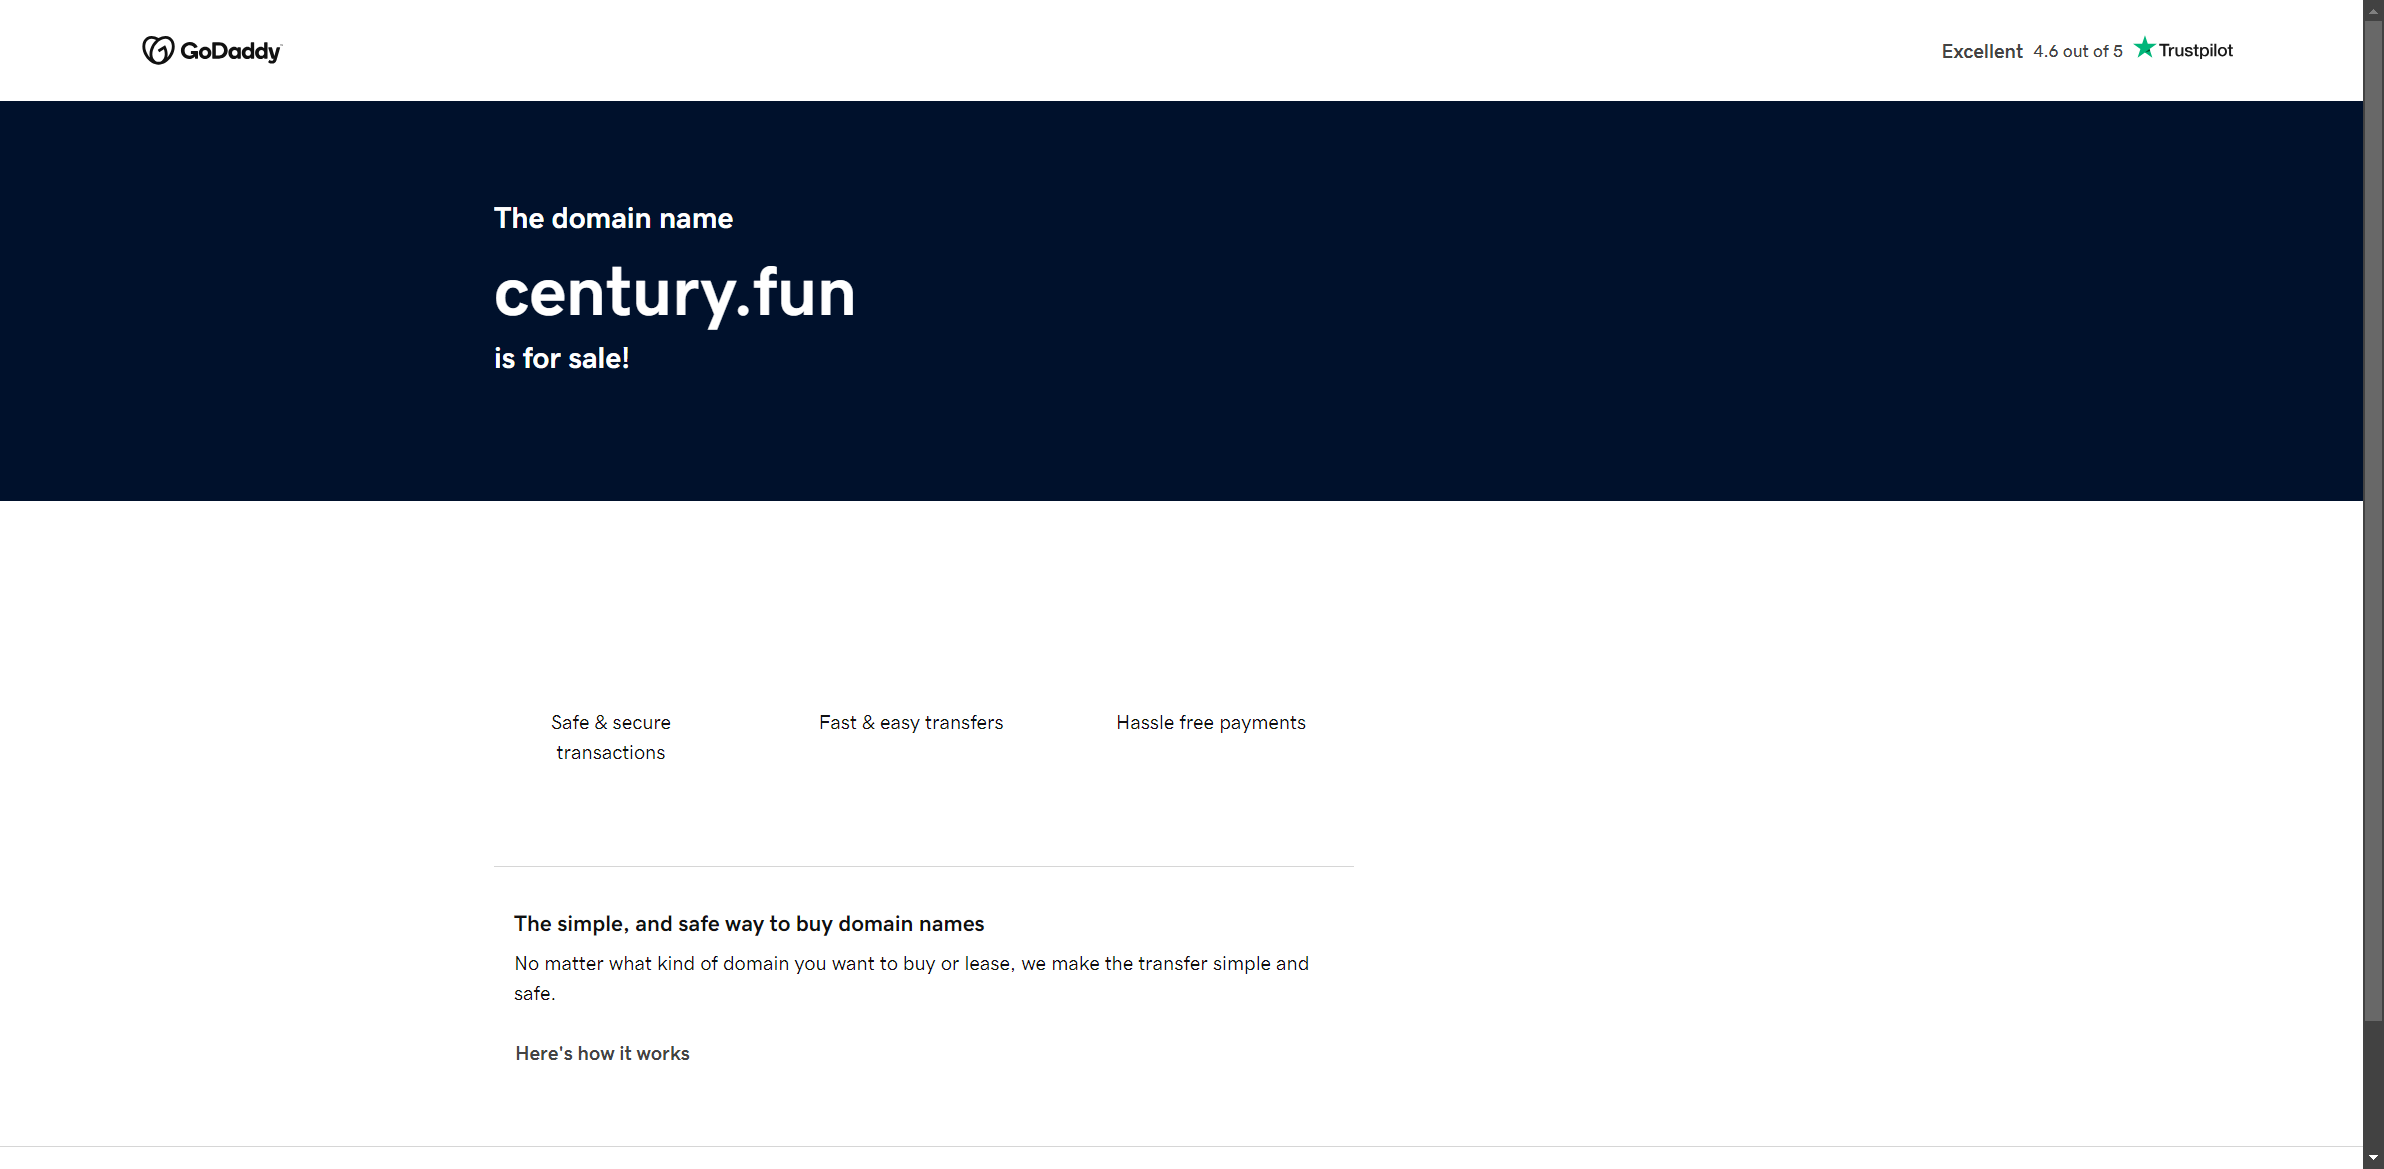 GoDaddy
Excellent 4.6 out of 5 Trustpilot
The domain name
century.fun
is for sale!
Safe & secure
transactions
Fast & easy transfers
Hassle free payments
The simple, and safe way to buy domain names
No matter what kind of domain you want to buy or lease, we make the transfer simple and
safe.
Here's how it works